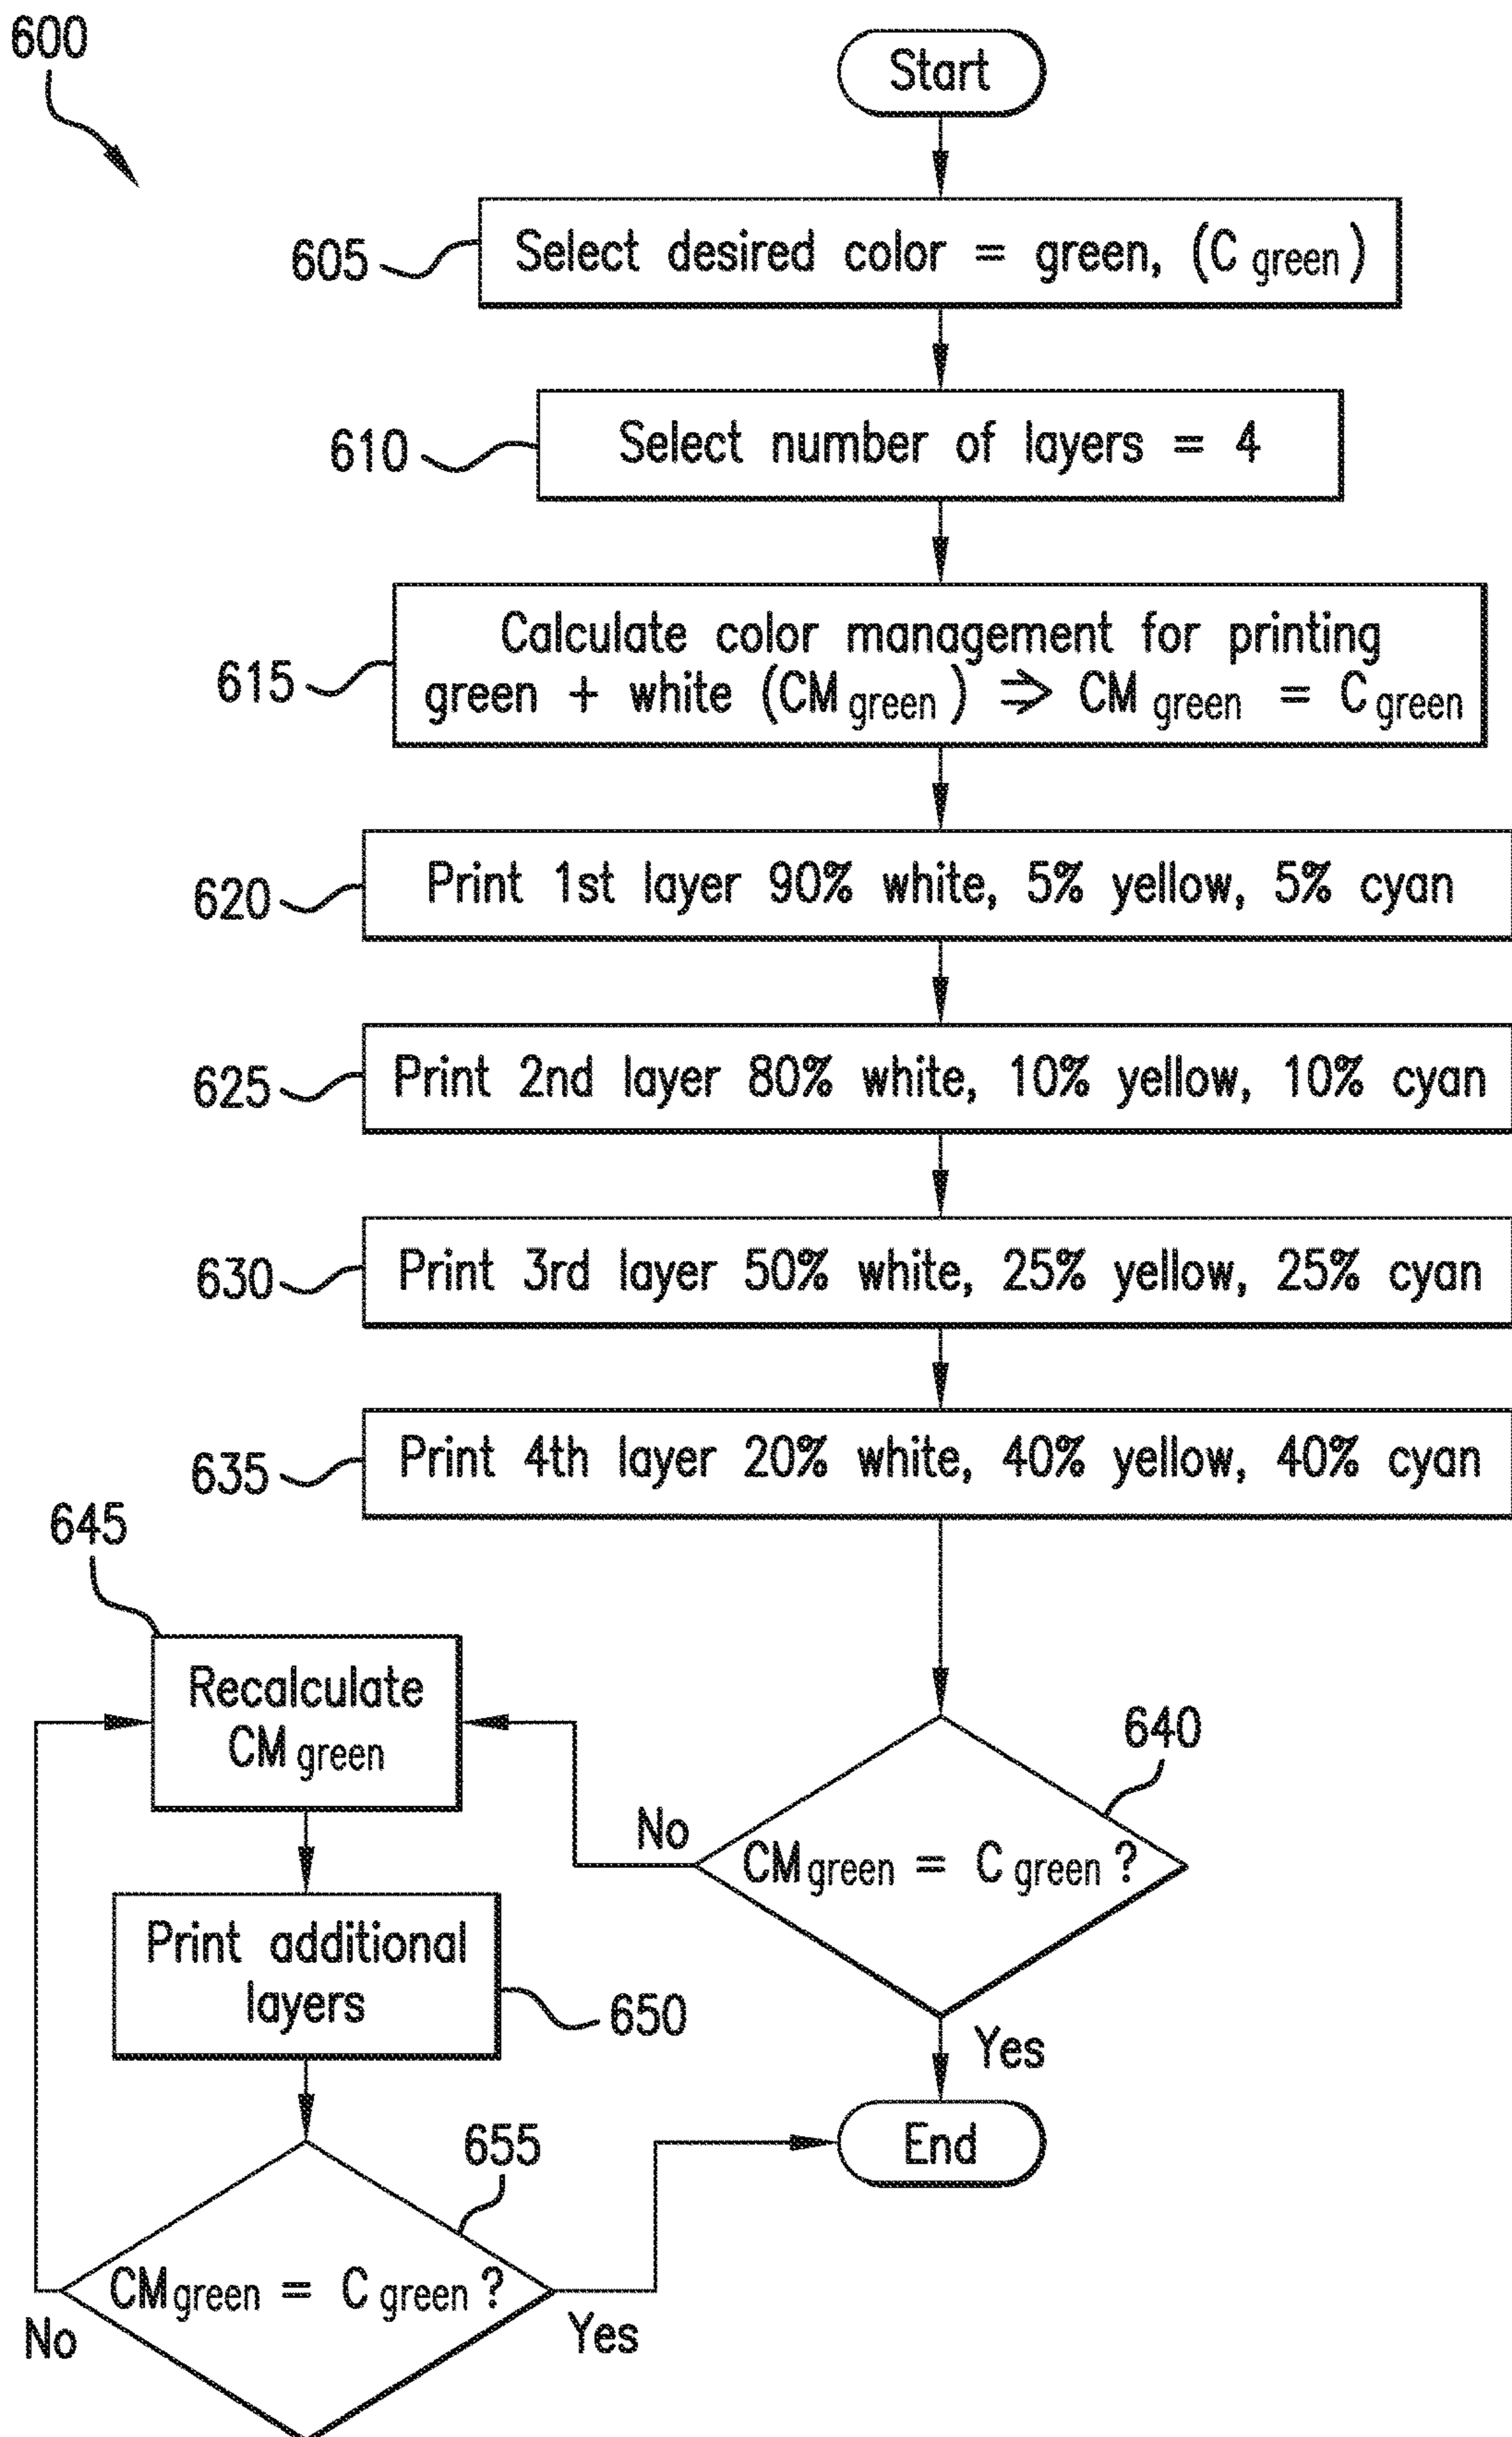 600
Start
605
Select desired color = green, (C green)
610
Select number of layers = 4
615
Calculate color management for printing
green + white (CM green) ⇒ CM green = C green
620
Print 1st layer 90% white, 5% yellow, 5% cyan
625
Print 2nd layer 80% white, 10% yellow, 10% cyan
630
Print 3rd layer 50% white, 25% yellow, 25% cyan
635
Print 4th layer 20% white, 40% yellow, 40% cyan
645
Recalculate
CM green
640
No
CM green = C green ?
Print additional
layers
650
Yes
End
655
CM green = C green ?
No
Yes